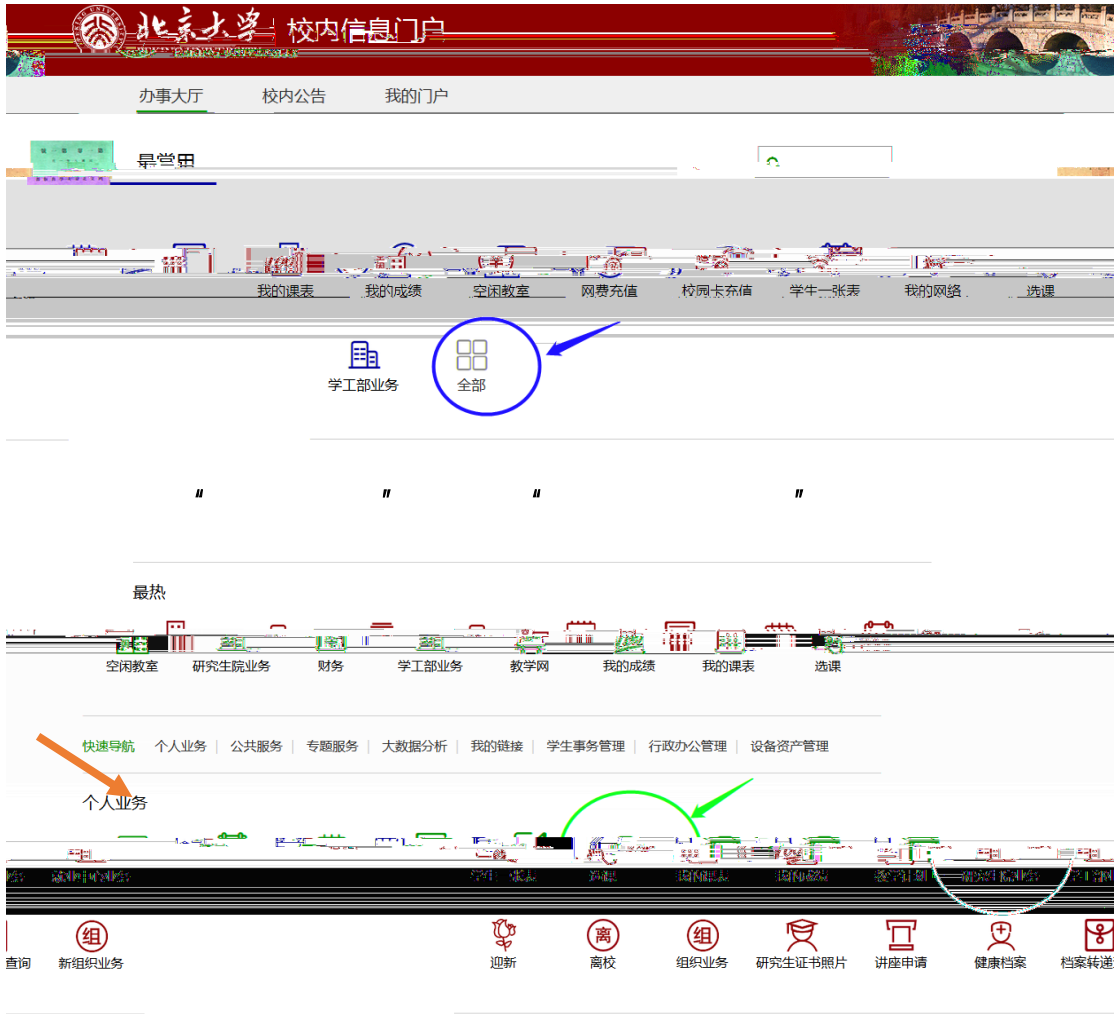 北京大学 校内信息门户
办事大厅 校内公告 我的门户
最常用
我的课表 我的成绩 空闲教室 网费充值 校园卡充值 学生一张表 我的网络 选课
学工部业务 全部
“ ” “ ”
最热
空闲教室 研究生院业务 财务 学工部业务 教学网 我的成绩 我的课表 选课
快速导航 个人业务 | 公共服务 | 专题服务 | 大数据分析 | 我的链接 | 学生事务管理 | 行政办公管理 | 设备资产管理
个人业务
组 离 组
查询 新组织业务 迎新 离校 组织业务 研究生证书照片 讲座申请 健康档案 档案转递